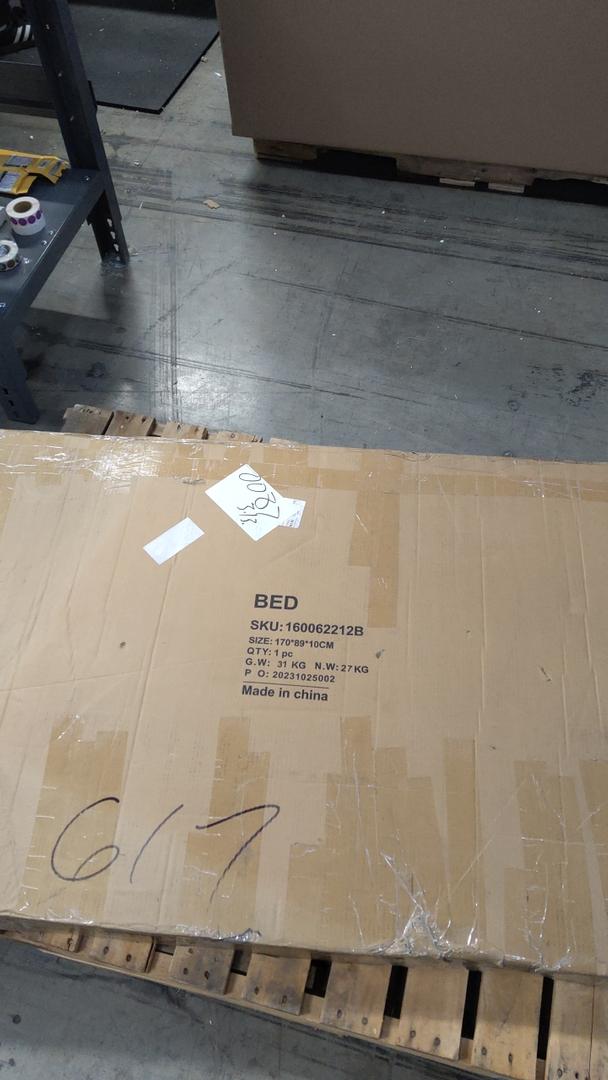 00087
BED
SKU:160062212B
SIZE: 170*89*10CM
QTY: 1 pc
G.W: 31 KG N.W: 27 KG
P O: 20231025002
Made in china
617